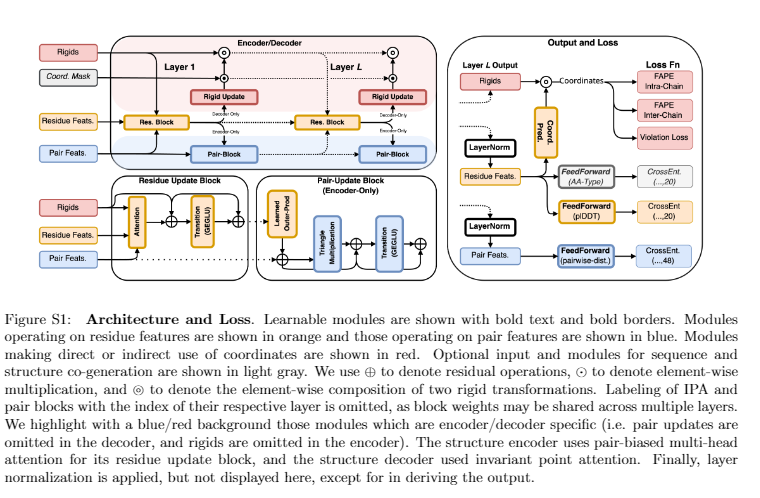 Encoder/Decoder
Rigids
Coord. Mask
Residue Feats.
Pair Feats.
Layer 1
Layer L
Rigid Update
Rigid Update
Decoder-Only
Decoder-Only
Res. Block
Res. Block
Encoder-Only
Encoder-Only
Pair-Block
Pair-Block
Residue Update Block
Rigids
Residue Feats.
Pair Feats.
Attention
Transition
(GEGLU)
Pair-Update Block
(Encoder-Only)
Learned
Outer-Prod
Triangle
Multiplication
Transition
(GEGLU)
Output and Loss
Layer L Output
Loss Fn
Rigids
Coordinates
FAPE
Intra-Chain
FAPE
Inter-Chain
Violation Loss
Coord.
Pred.
LayerNorm
Residue Feats.
FeedForward
(AA-Type)
CrossEnt.
(...,20)
FeedForward
(plDDT)
CrossEnt
(...,20)
LayerNorm
Pair Feats.
FeedForward
(pairwise-dist.)
CrossEnt.
(...,48)
Figure S1: Architecture and Loss. Learnable modules are shown with bold text and bold borders. Modules
operating on residue features are shown in orange and those operating on pair features are shown in blue. Modules
making direct or indirect use of coordinates are shown in red. Optional input and modules for sequence and
structure co-generation are shown in light gray. We use ⊕ to denote residual operations, ⊙ to denote element-wise
multiplication, and ⊚ to denote the element-wise composition of two rigid transformations. Labeling of IPA and
pair blocks with the index of their respective layer is omitted, as block weights may be shared across multiple layers.
We highlight with a blue/red background those modules which are encoder/decoder specific (i.e. pair updates are
omitted in the decoder, and rigids are omitted in the encoder). The structure encoder uses pair-biased multi-head
attention for its residue update block, and the structure decoder used invariant point attention. Finally, layer
normalization is applied, but not displayed here, except for in deriving the output.